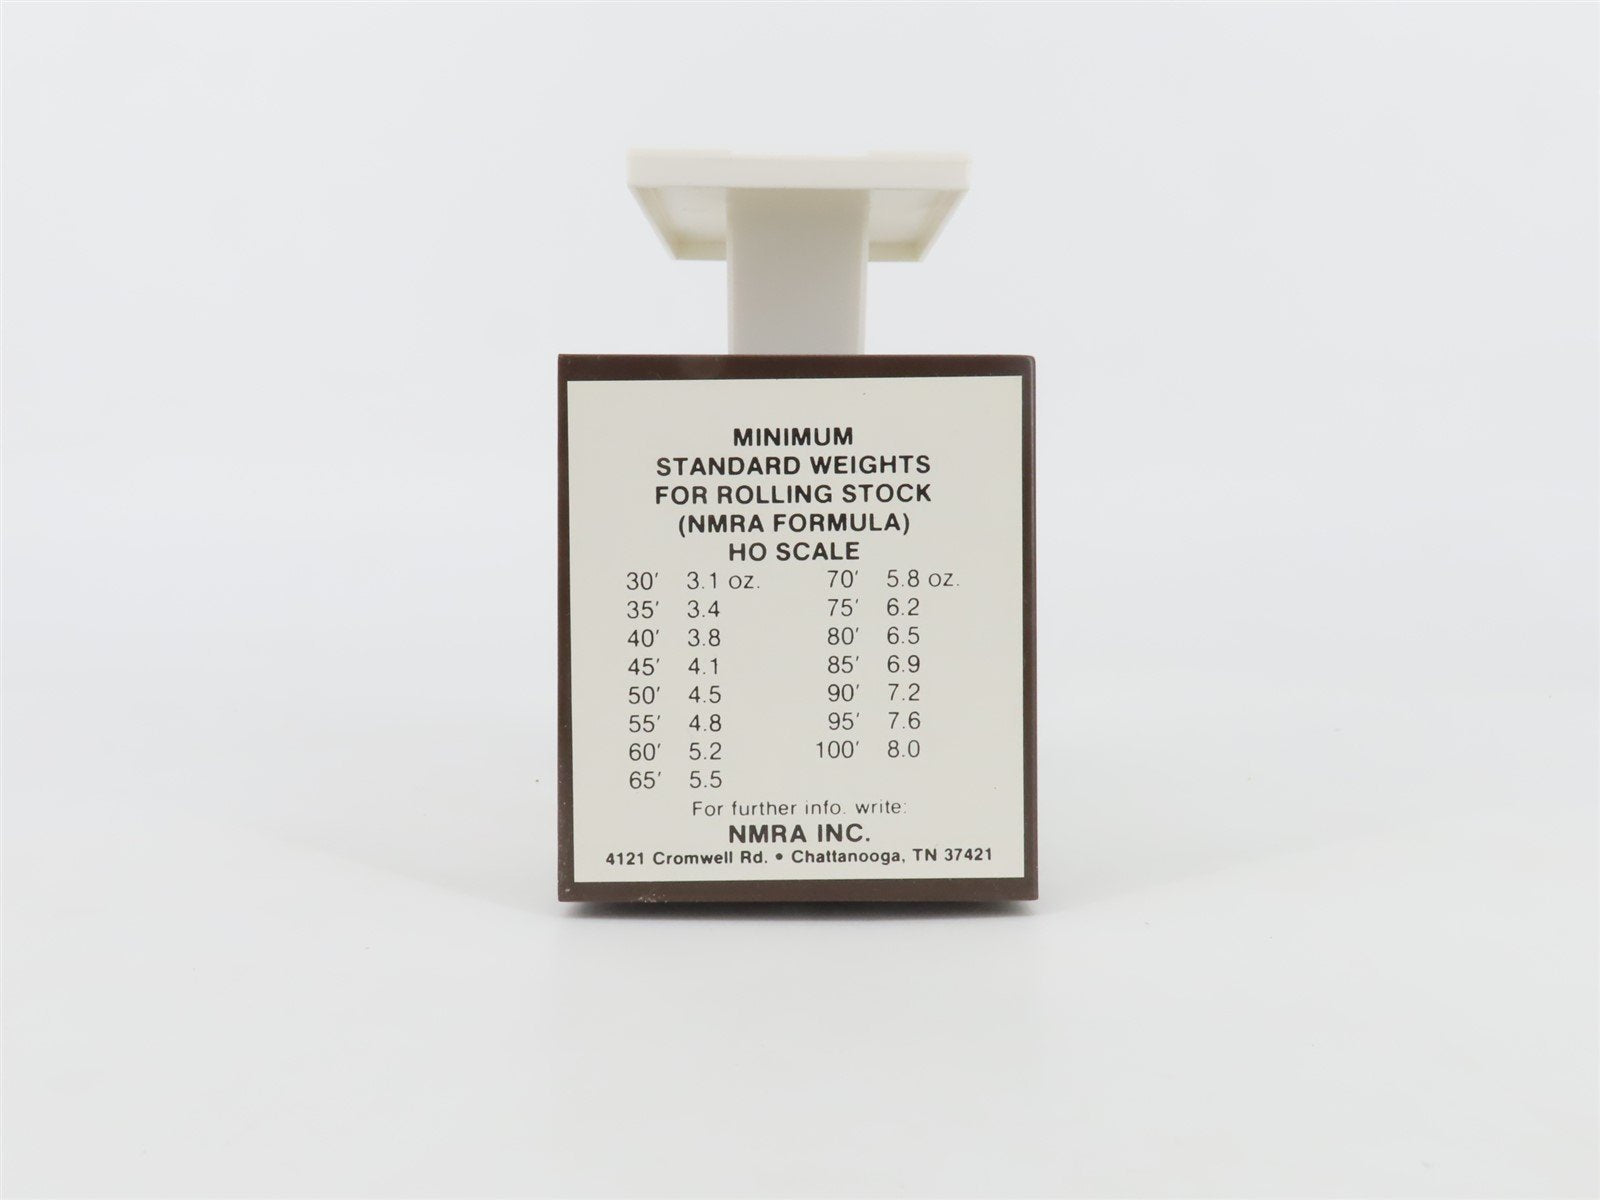 MINIMUM
STANDARD WEIGHTS
FOR ROLLING STOCK
(NMRA FORMULA)
HO SCALE
30' 3.1 oz. 70' 5.8 oz.
35' 3.4 75' 6.2
40' 3.8 80' 6.5
45' 4.1 85' 6.9
50' 4.5 90' 7.2
55' 4.8 95' 7.6
60' 5.2 100' 8.0
65' 5.5
For further info. write:
NMRA INC.
4121 Cromwell Rd. • Chattanooga, TN 37421